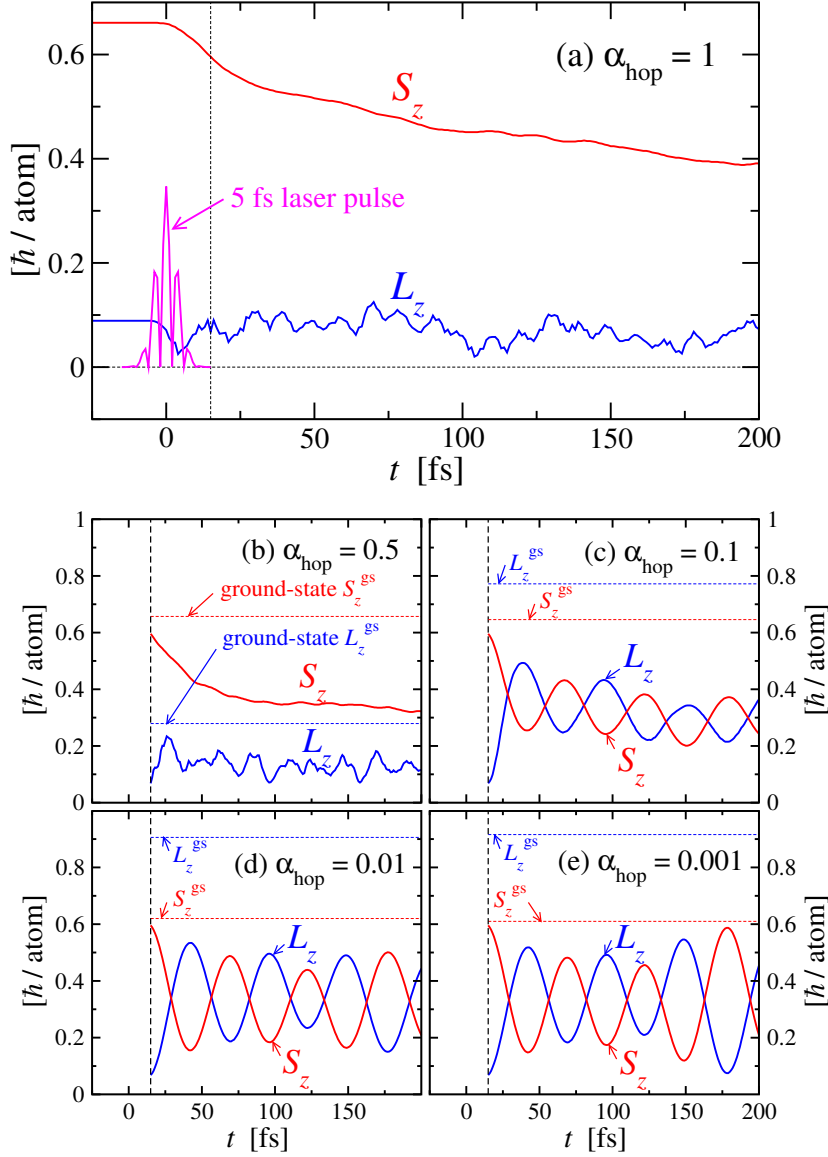 (a) α_hop = 1
S_z
5 fs laser pulse
L_z
[ℏ / atom]
0.6
0.4
0.2
0
0 50 100 150 200
t [fs]
(b) α_hop = 0.5
ground-state S_z^gs
ground-state L_z^gs
S_z
L_z
[ℏ / atom]
1
0.8
0.6
0.4
0.2
0
(c) α_hop = 0.1
L_z^gs
S_z^gs
L_z
S_z
1
0.8
0.6
0.4
0.2
0
[ℏ / atom]
(d) α_hop = 0.01
L_z^gs
S_z^gs
L_z
S_z
[ℏ / atom]
0.8
0.6
0.4
0.2
0
0 50 100 150
t [fs]
(e) α_hop = 0.001
L_z^gs
S_z^gs
L_z
S_z
0.8
0.6
0.4
0.2
0
[ℏ / atom]
0 50 100 150 200
t [fs]